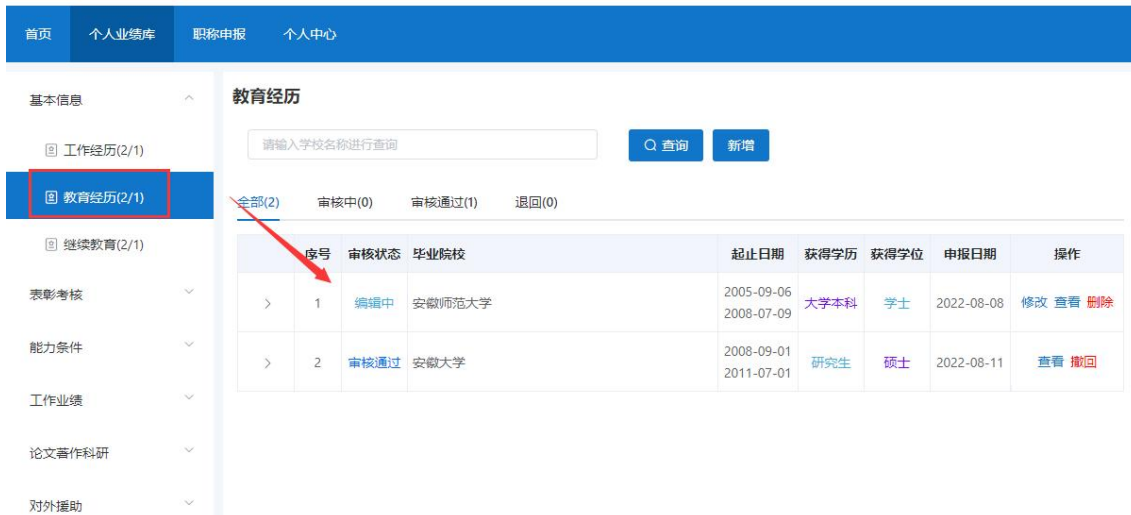 首页 个人业绩库 职称申报 个人中心
基本信息
工作经历(2/1)
教育经历(2/1)
继续教育(2/1)
表彰考核
能力条件
工作业绩
论文著作科研
对外援助
教育经历
请输入学校名称进行查询 查询 新增
全部(2) 审核中(0) 审核通过(1) 退回(0)
序号 审核状态 毕业院校 起止日期 获得学历 获得学位 申报日期 操作
1 编辑中 安徽师范大学 2005-09-06 2008-07-09 大学本科 学士 2022-08-08 修改 查看 删除
2 审核通过 安徽大学 2008-09-01 2011-07-01 研究生 硕士 2022-08-11 查看 撤回